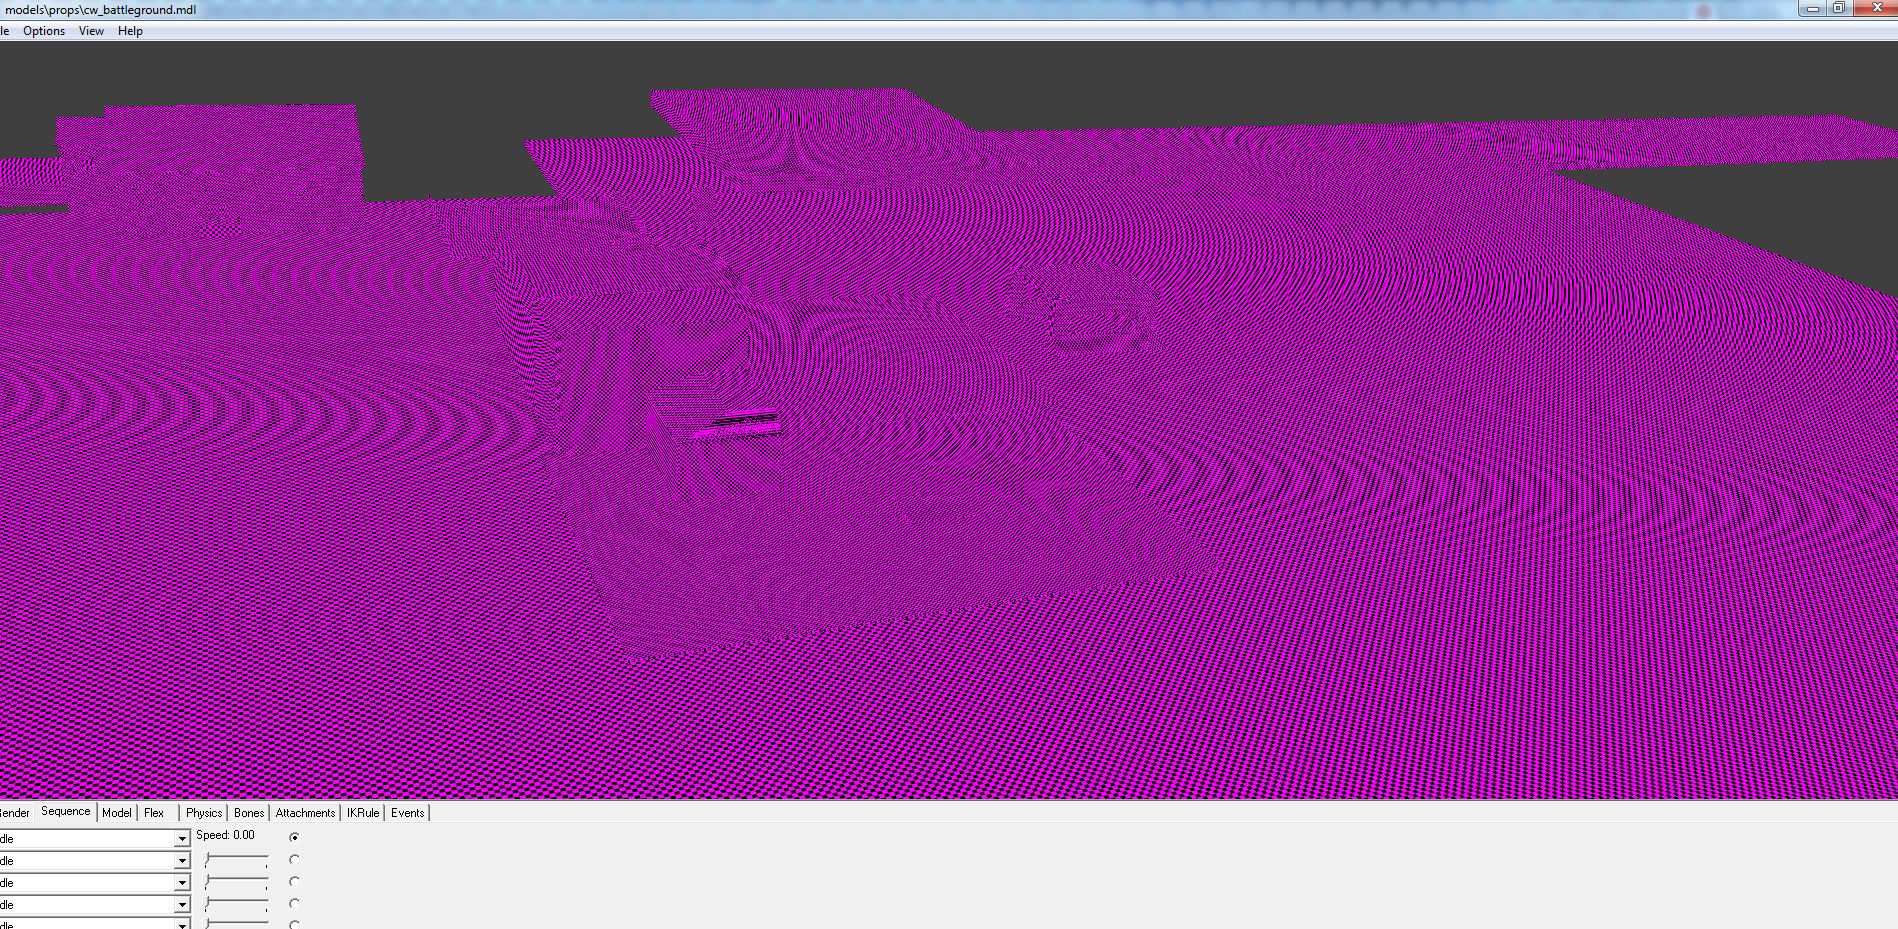 models\props\cw_battleground.mdl
le Options View Help
ender Sequence Model Flex Physics Bones Attachments IKRule Events
dle Speed: 0.00
dle
dle
dle
dle